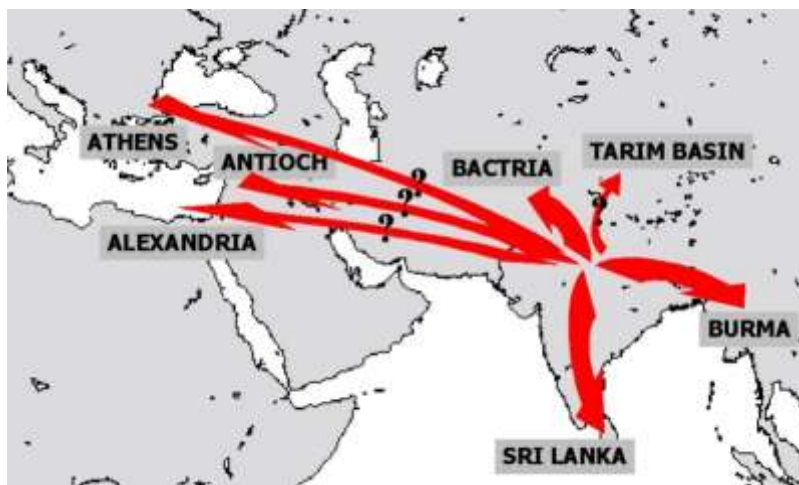 ATHENS
ANTIOCH
ALEXANDRIA
BACTRIA
TARIM BASIN
BURMA
SRI LANKA
?
?
?
?